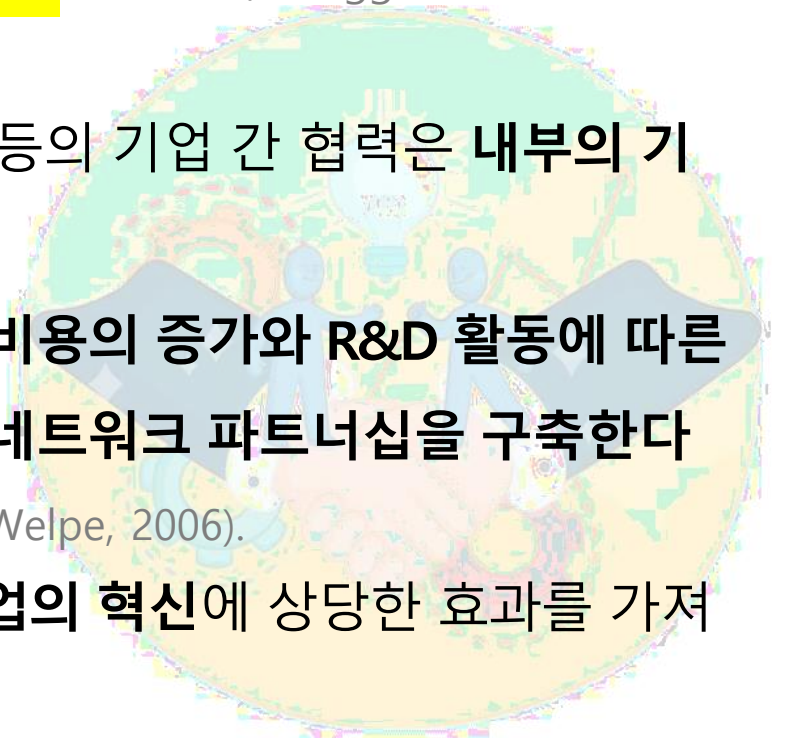 등의 기업 간 협력은 내부의 기
비용의 증가와 R&D 활동에 따른
네트워크 파트너십을 구축한다
Welpe, 2006).
업의 혁신에 상당한 효과를 가져